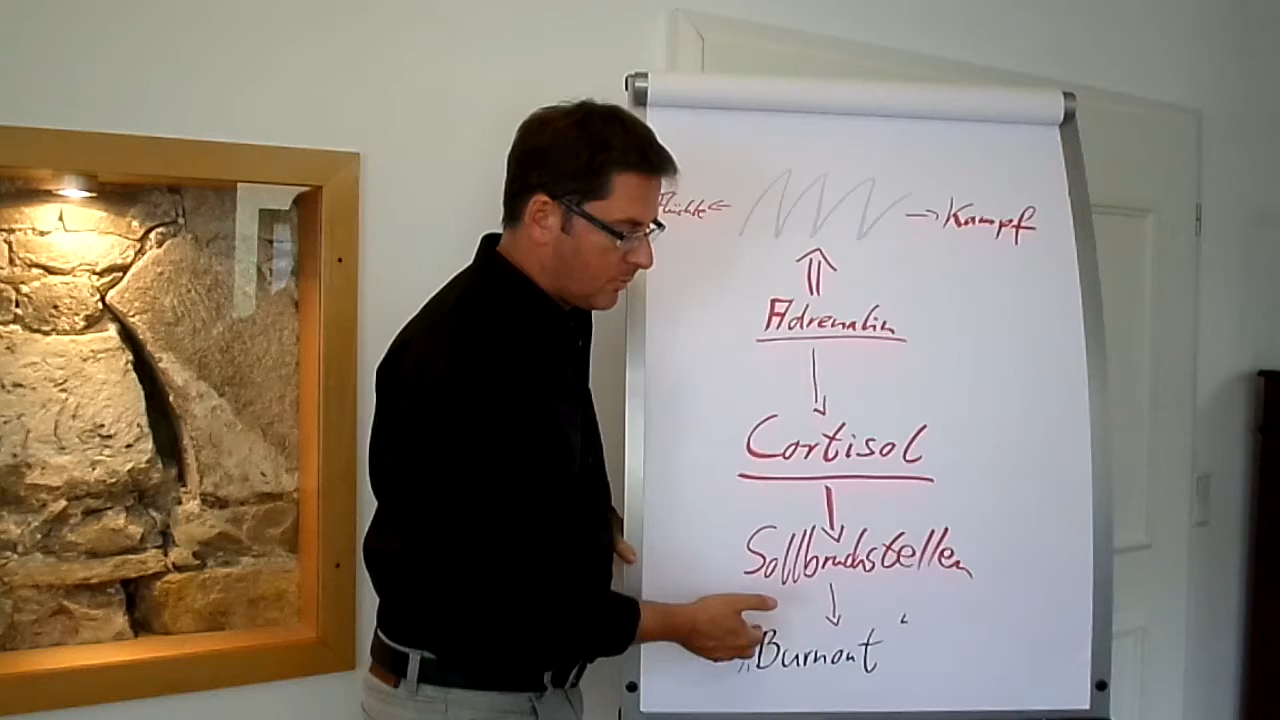 Flüchte ← → Kampf
Adrenalin
Cortisol
Sollbruchstellen
„Burnout“